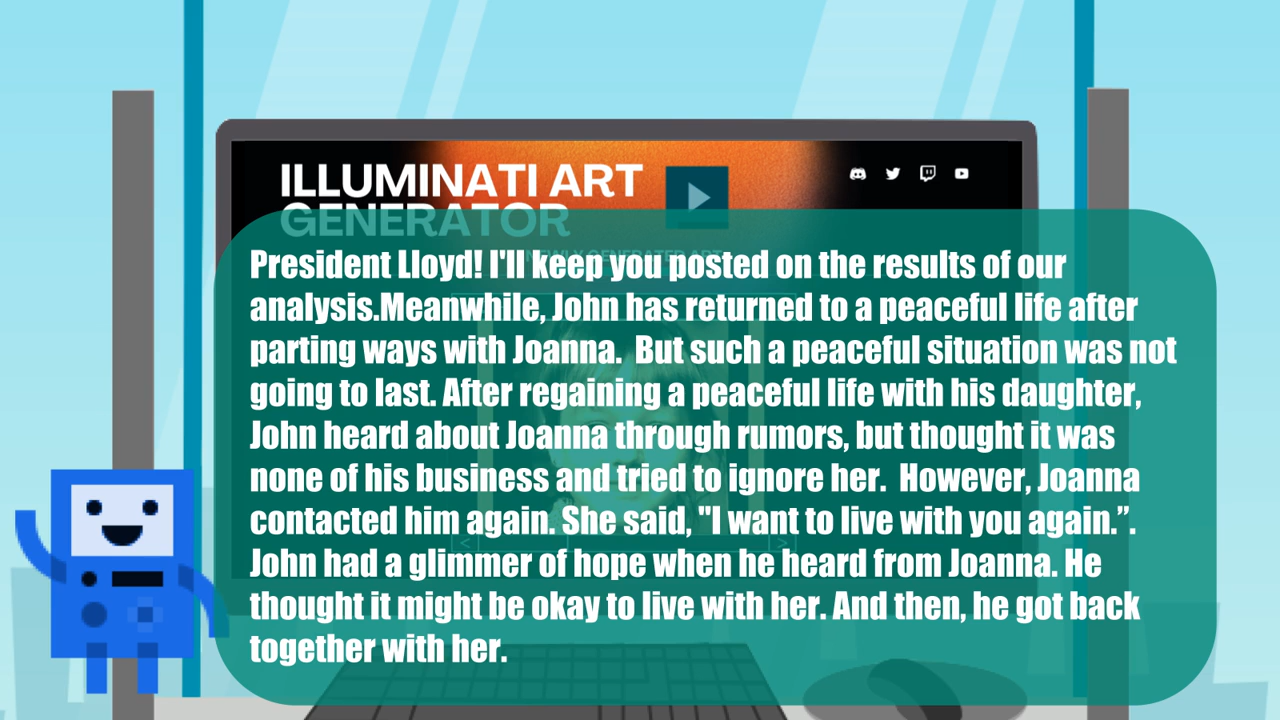 ILLUMINATI ART
GENERATOR
NEWLY GENERATED ART
President Lloyd! I'll keep you posted on the results of our
analysis.Meanwhile, John has returned to a peaceful life after
parting ways with Joanna.  But such a peaceful situation was not
going to last. After regaining a peaceful life with his daughter,
John heard about Joanna through rumors, but thought it was
none of his business and tried to ignore her.  However, Joanna
contacted him again. She said, "I want to live with you again.”.
John had a glimmer of hope when he heard from Joanna. He
thought it might be okay to live with her. And then, he got back
together with her.